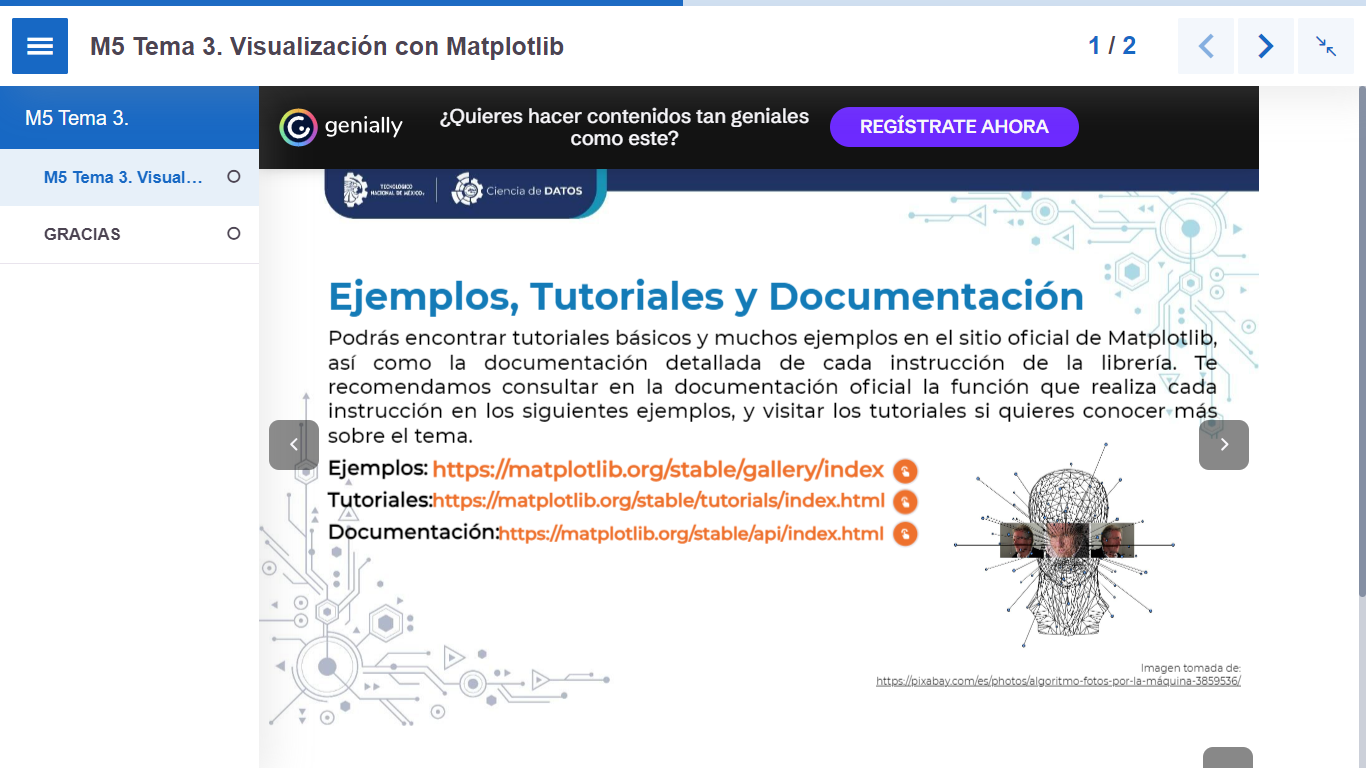 M5 Tema 3. Visualización con Matplotlib
1 / 2
M5 Tema 3.
M5 Tema 3. Visual...
GRACIAS
genially
¿Quieres hacer contenidos tan geniales
como este?
REGÍSTRATE AHORA
TECNOLÓGICO
NACIONAL DE MÉXICO
Ciencia de DATOS
Ejemplos, Tutoriales y Documentación
Podrás encontrar tutoriales básicos y muchos ejemplos en el sitio oficial de Matplotlib,
así como la documentación detallada de cada instrucción de la librería. Te
recomendamos consultar en la documentación oficial la función que realiza cada
instrucción en los siguientes ejemplos, y visitar los tutoriales si quieres conocer más
sobre el tema.
Ejemplos: https://matplotlib.org/stable/gallery/index
Tutoriales:https://matplotlib.org/stable/tutorials/index.html
Documentación:https://matplotlib.org/stable/api/index.html
Imagen tomada de:
https://pixabay.com/es/photos/algoritmo-fotos-por-la-máquina-3859536/